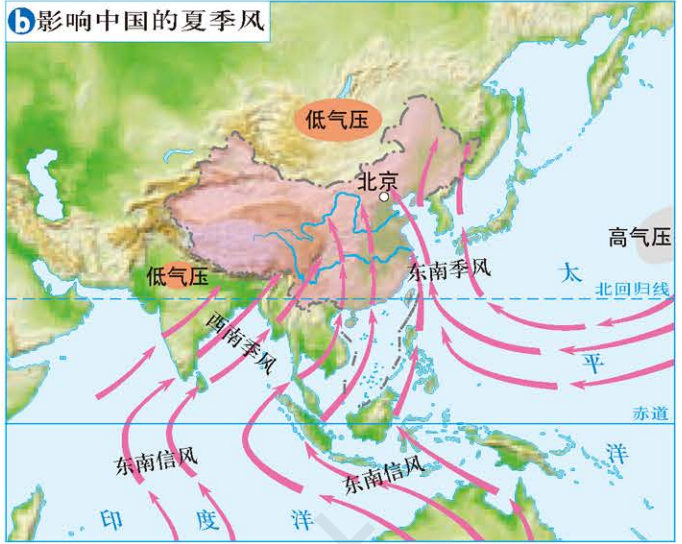 b影响中国的夏季风
低气压
北京
高气压
低气压
东南季风
太
北回归线
西南季风
平
赤道
东南信风
东南信风
洋
印度洋